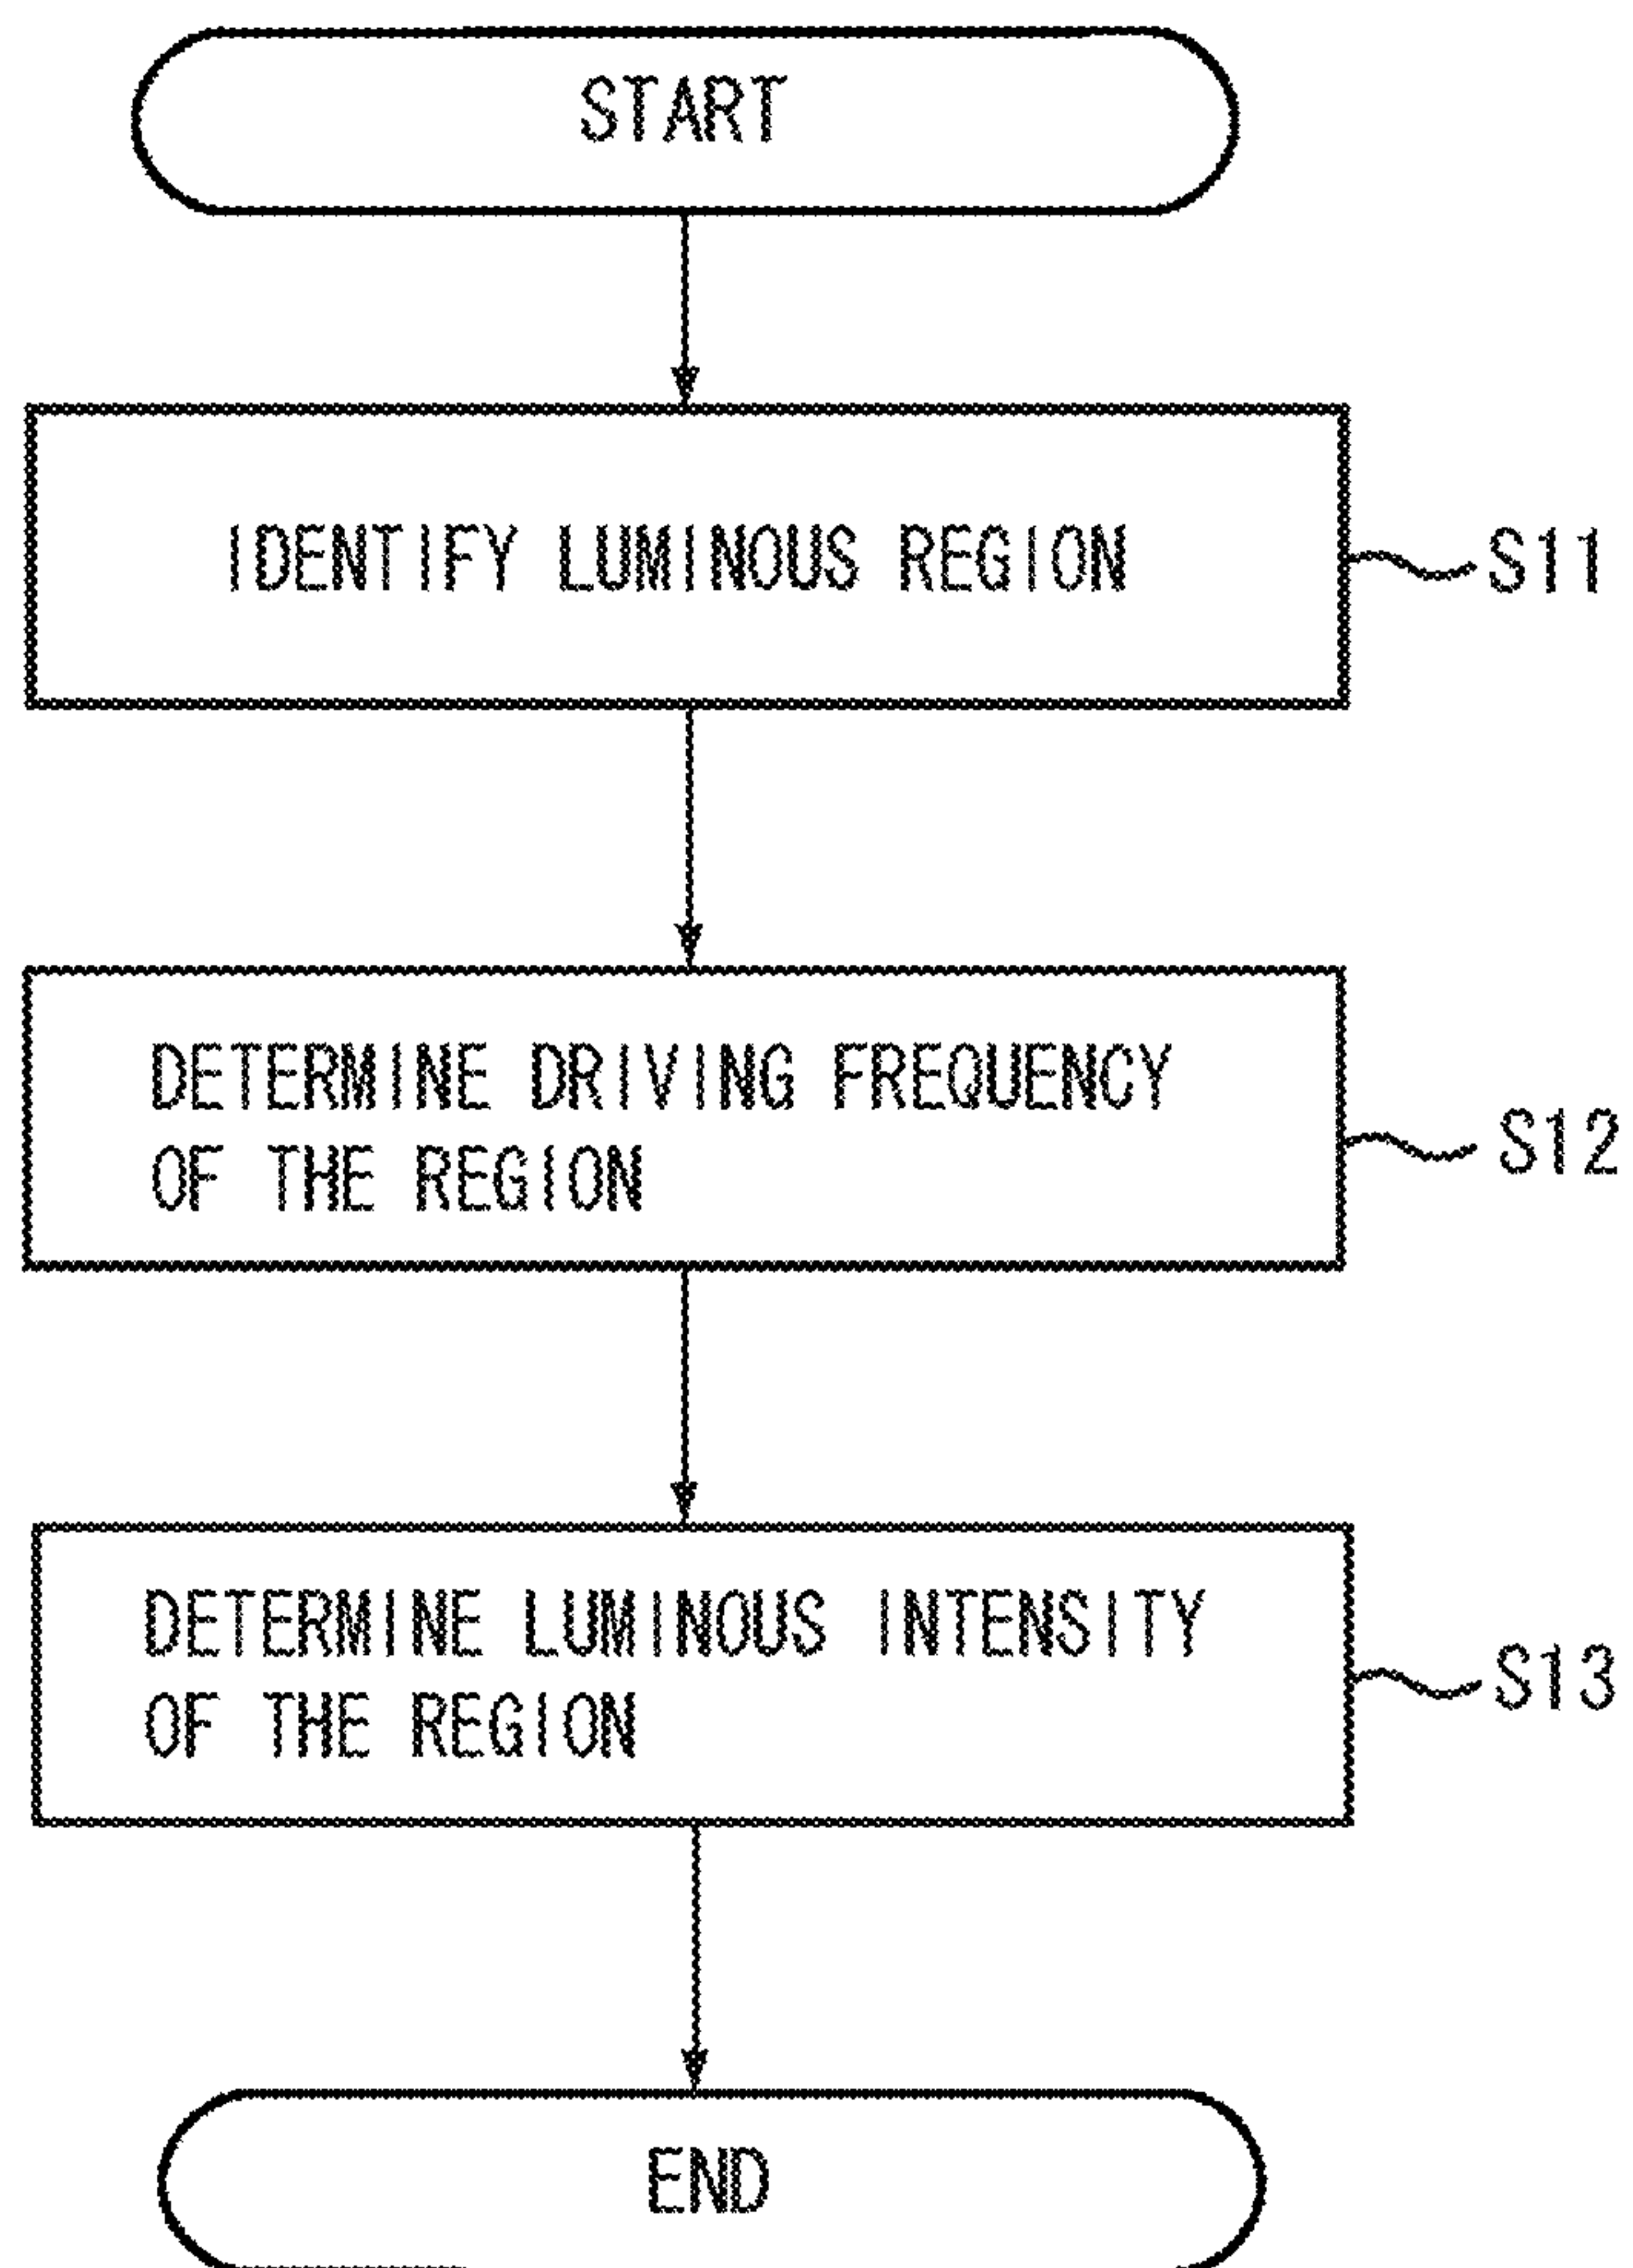 START
IDENTIFY LUMINOUS REGION
S11
DETERMINE DRIVING FREQUENCY
OF THE REGION
S12
DETERMINE LUMINOUS INTENSITY
OF THE REGION
S13
END